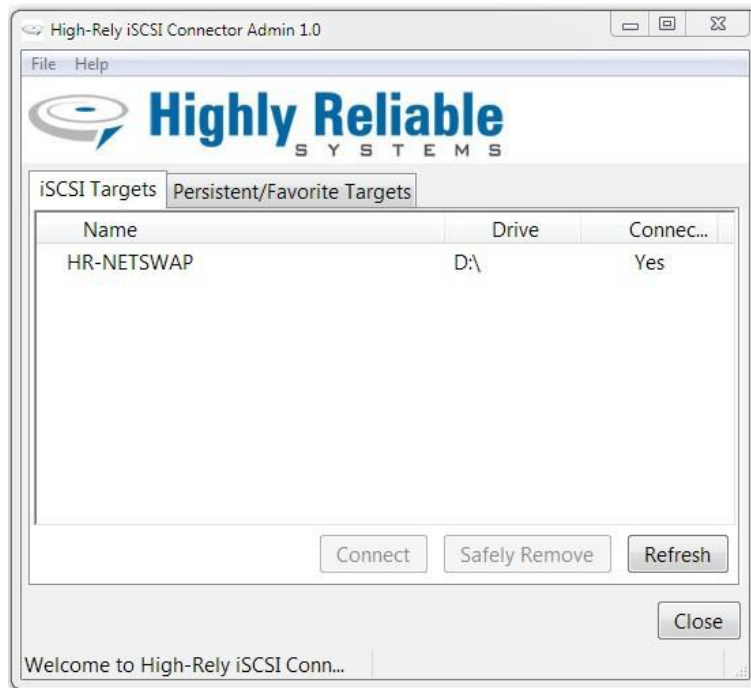 High-Rely iSCSI Connector Admin 1.0
File Help
Highly Reliable
SYSTEMS
iSCSI Targets Persistent/Favorite Targets
Name Drive Connec...
HR-NETSWAP D:\ Yes
Connect Safely Remove Refresh
Close
Welcome to High-Rely iSCSI Conn...